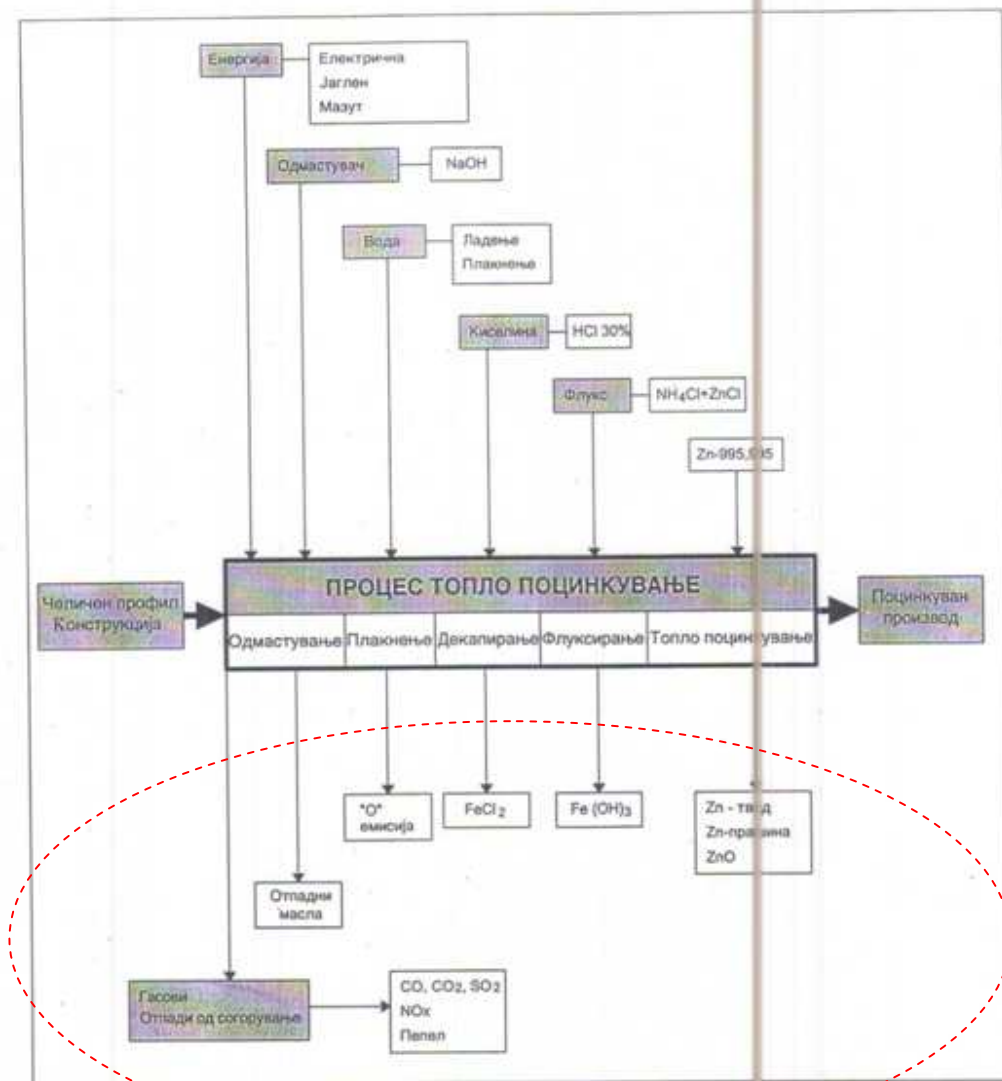 Енергија
Електрична
Јаглен
Мазут
Одмастувач
NaOH
Вода
Ладење
Плакнење
Киселина
HCl 30%
Флукс
NH₄Cl+ZnCl
Zn-995,995
ПРОЦЕС ТОПЛО ПОЦИНКУВАЊЕ
Челичен профил
Конструкција
Одмастување
Плакнење
Декапирање
Флуксирање
Топло поцинкување
Поцинкуван
производ
"О"
емисија
FeCl₂
Fe (OH)₃
Zn - тврд
Zn-прашина
ZnO
Отпадни
масла
Гасови
Отпади од согорување
CO, CO₂, SO₂
NOx
Пепел